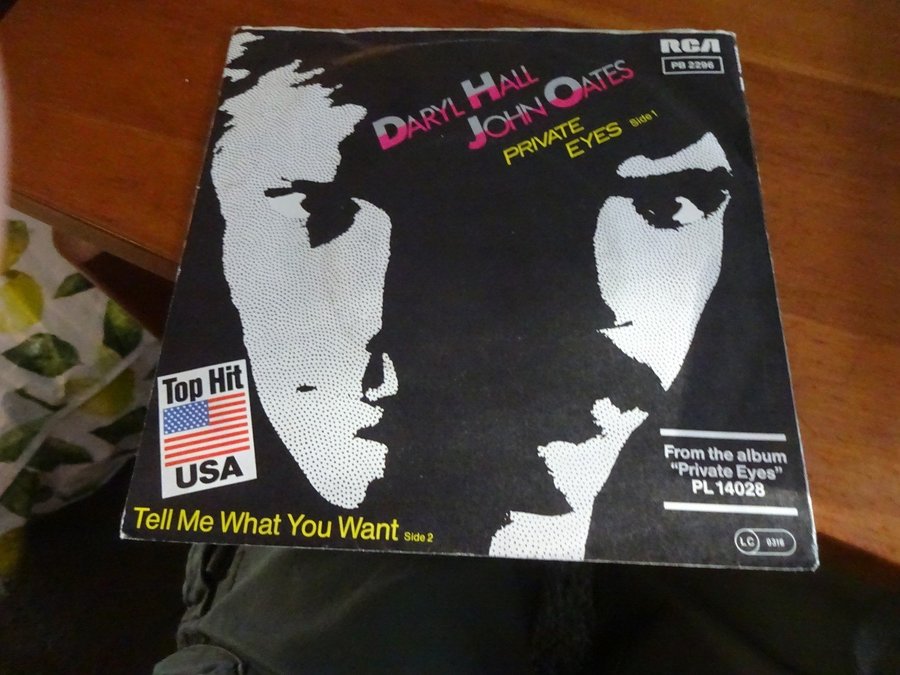 RCA
PB 2296
DARYL HALL
JOHN OATES
PRIVATE
EYES Side 1
Top Hit
USA
From the album
"Private Eyes"
PL 14028
Tell Me What You Want Side 2
LC 0316